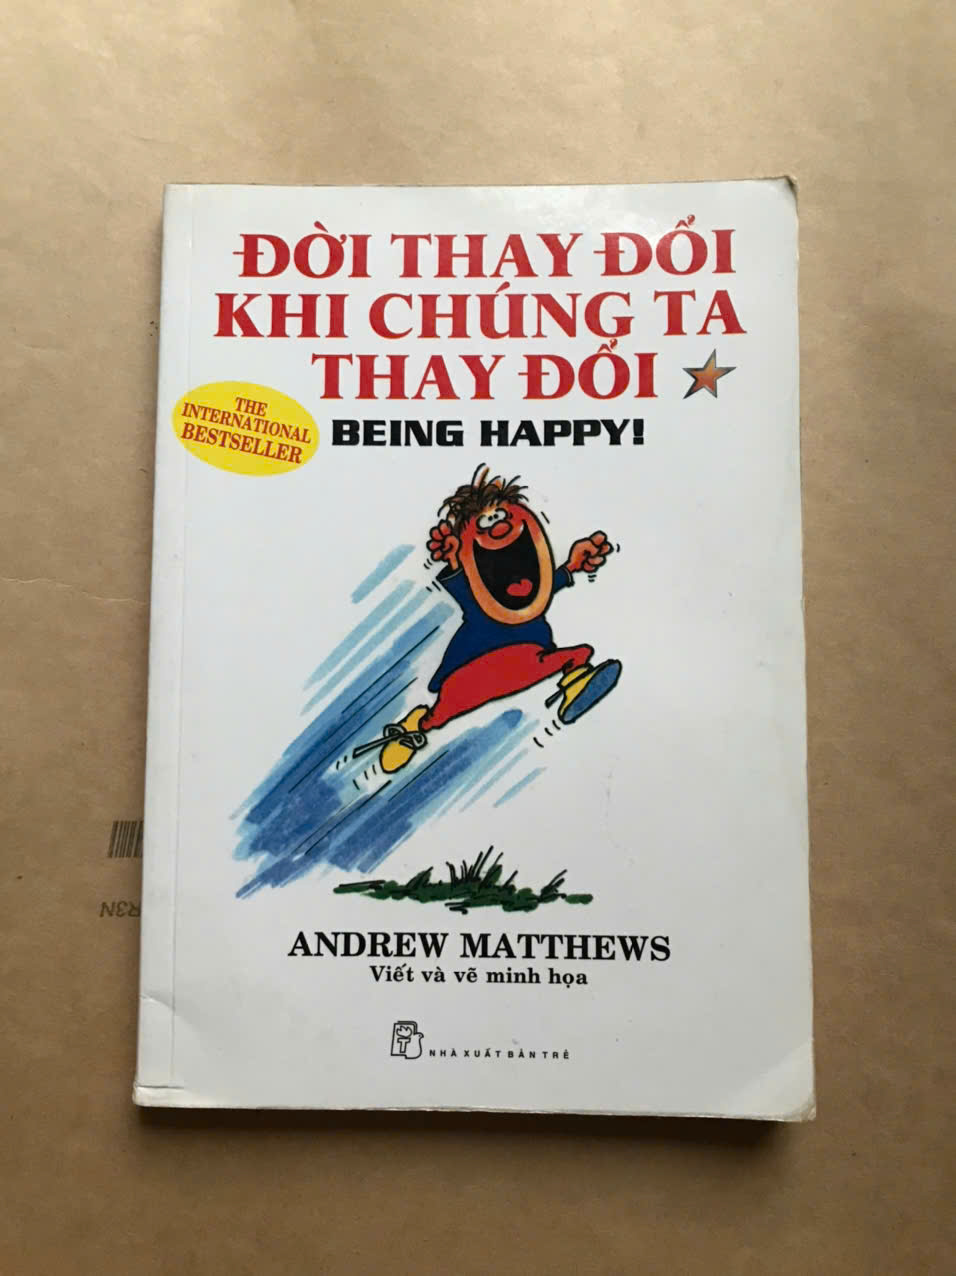 ĐỜI THAY ĐỔI
KHI CHÚNG TA
THAY ĐỔI
THE
INTERNATIONAL
BESTSELLER
BEING HAPPY!
ANDREW MATTHEWS
Viết và vẽ minh họa
NHÀ XUẤT BẢN TRẺ